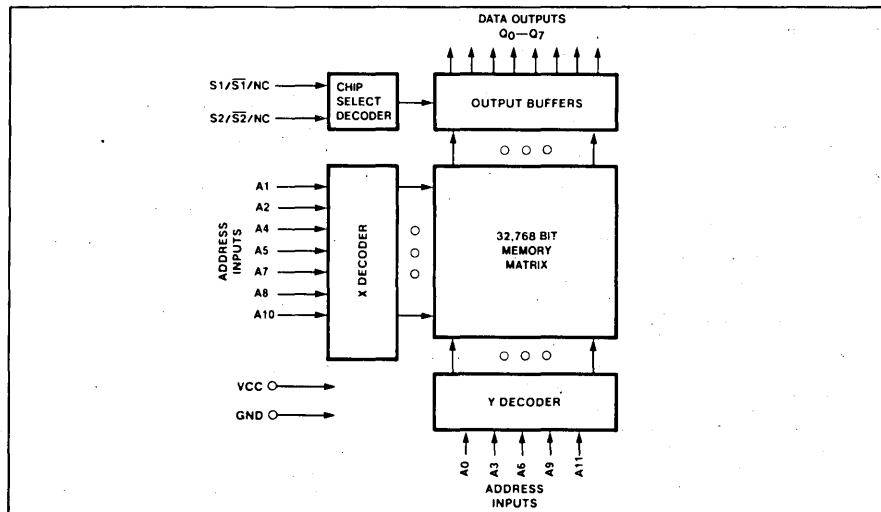 DATA OUTPUTS
Q0—Q7
S1/S̅1̅/NC
S2/S̅2̅/NC
CHIP
SELECT
DECODER
OUTPUT BUFFERS
A1
A2
A4
A5
A7
A8
A10
ADDRESS
INPUTS
X DECODER
32,768 BIT
MEMORY
MATRIX
VCC
GND
Y DECODER
A0
A3
A6
A9
A11
ADDRESS
INPUTS